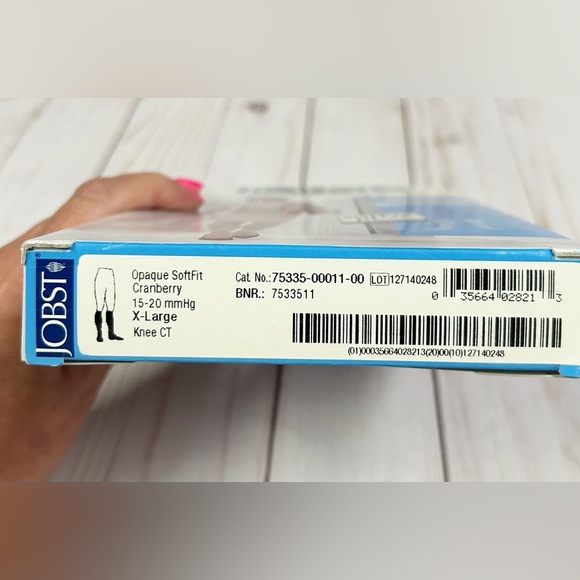 JOBST
Opaque SoftFit
Cranberry
15-20 mmHg
X-Large
Knee CT
Cat. No.: 75335-00011-00 LOT 127140248
BNR.: 7533511
0 35664 02821 3
(01)00035664028213(20)00(10)127140248